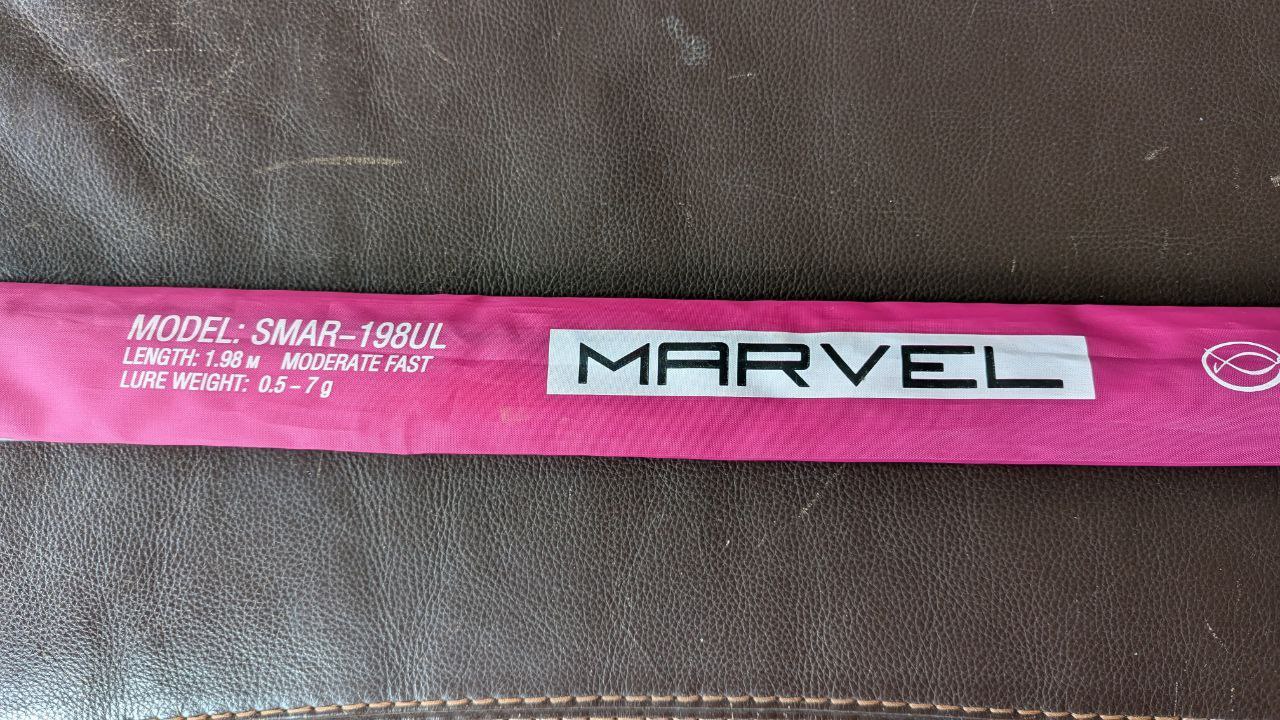 MODEL: SMAR-198UL
LENGTH: 1.98 M MODERATE FAST
LURE WEIGHT: 0.5 - 7 g
MARVEL